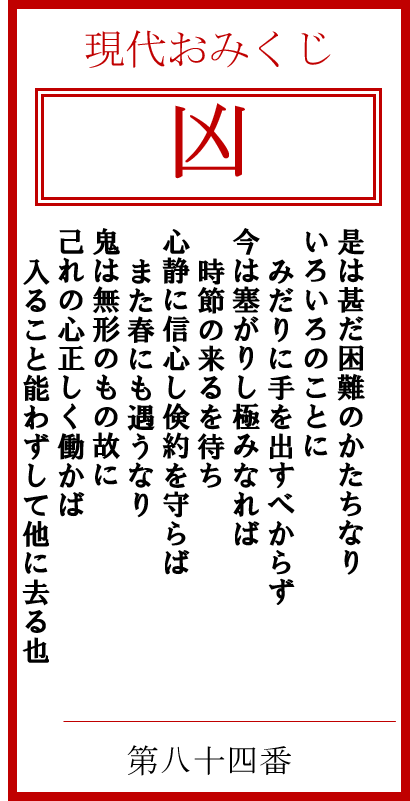 現代おみくじ
凶
是は甚だ困難のかたちなり
いろいろのことに
みだりに手を出すべからず
今は塞がりし極みなれば
時節の来るを待ち
心静に信心し倹約を守らば
また春にも遇うなり
鬼は無形のもの故に
己れの心正しく働かば
入ること能わずして他に去る也
第八十四番